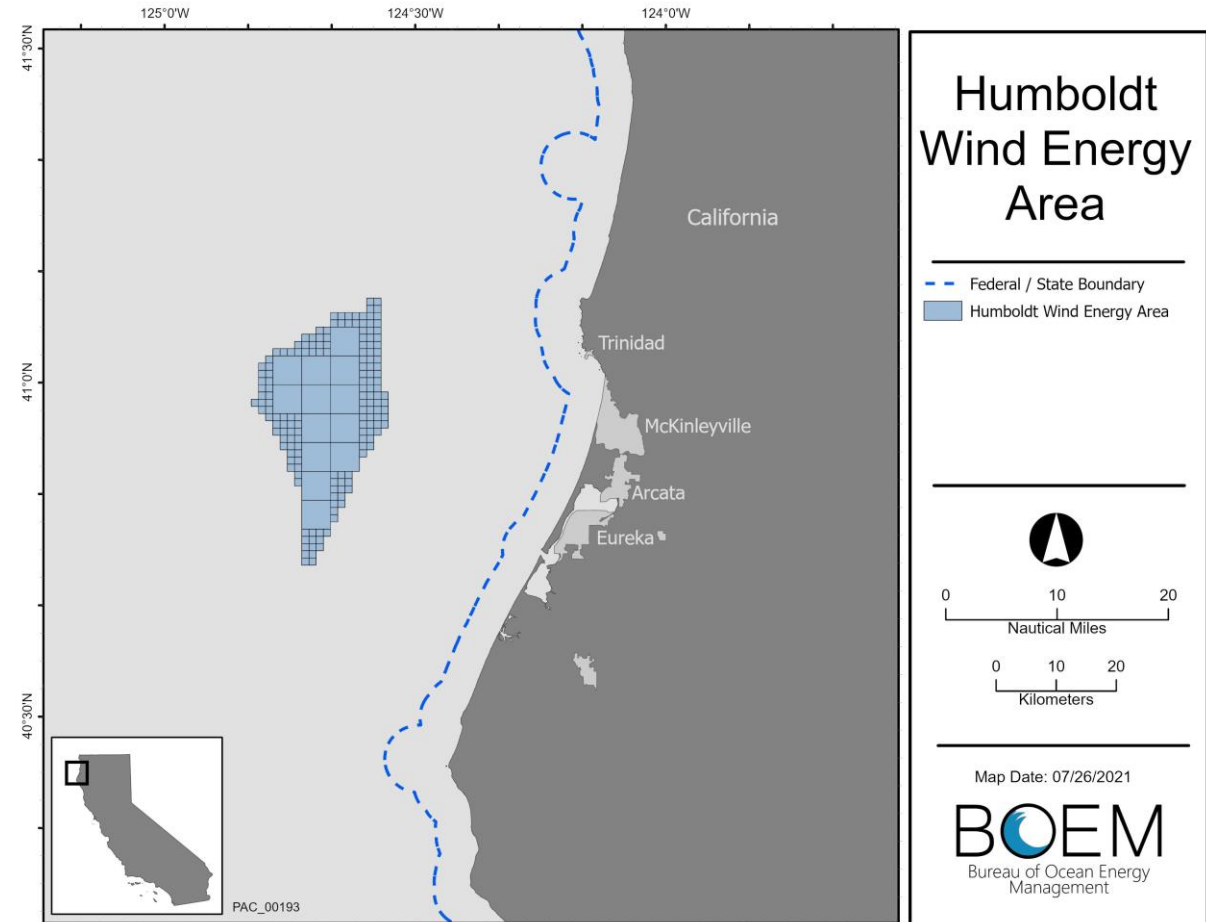 125°0'W
124°30'W
124°0'W
41°30'N
41°0'N
40°30'N
California
Trinidad
McKinleyville
Arcata
Eureka
PAC_00193
Humboldt
Wind Energy
Area
Federal / State Boundary
Humboldt Wind Energy Area
0 10 20
Nautical Miles
0 10 20
Kilometers
Map Date: 07/26/2021
BOEM
Bureau of Ocean Energy
Management